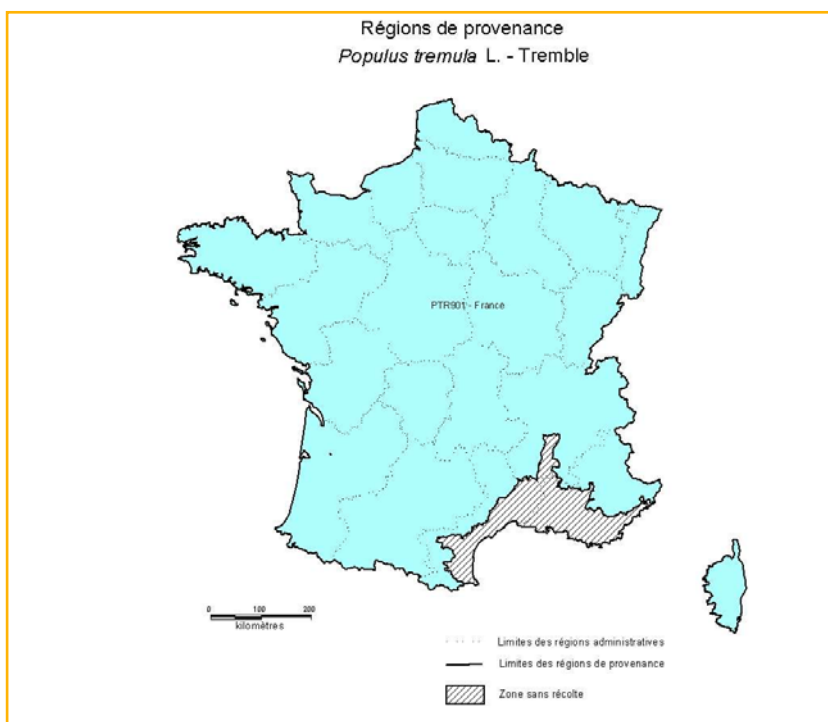 Régions de provenance
Populus tremula L. - Tremble
PTR901 - France
0 100 200
kilomètres
Limites des régions administratives
Limites des régions de provenance
Zone sans récolte